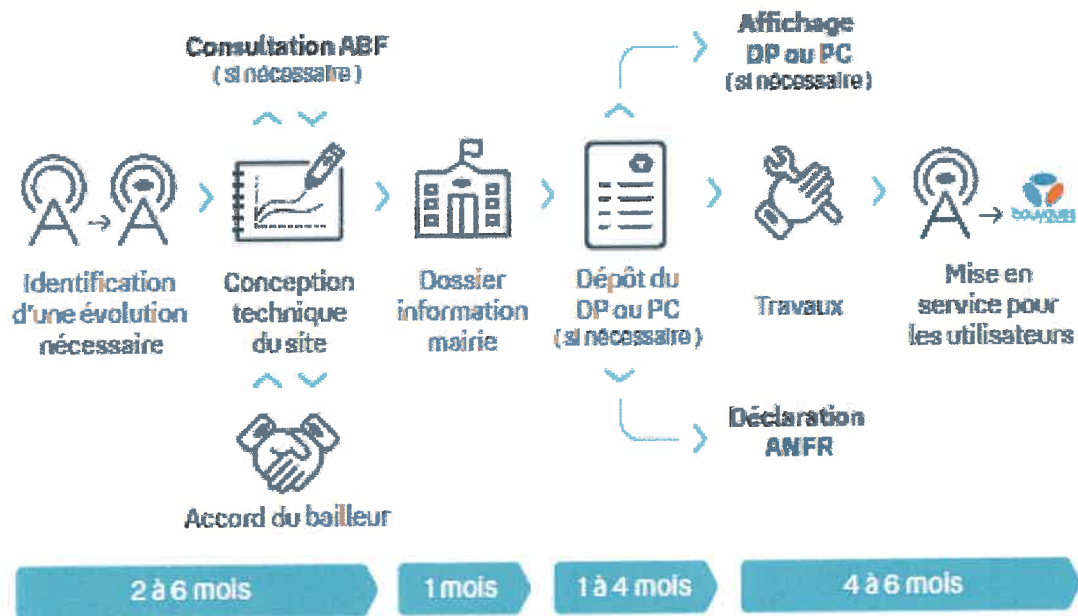 Consultation ABF
(si nécessaire)
Affichage
DP ou PC
(si nécessaire)
Identification
d'une évolution
nécessaire
Conception
technique
du site
Dossier
information
mairie
Dépôt du
DP ou PC
(si nécessaire)
Travaux
bouygues
Mise en
service pour
les utilisateurs
Accord du bailleur
Déclaration
ANFR
2 à 6 mois
1 mois
1 à 4 mois
4 à 6 mois